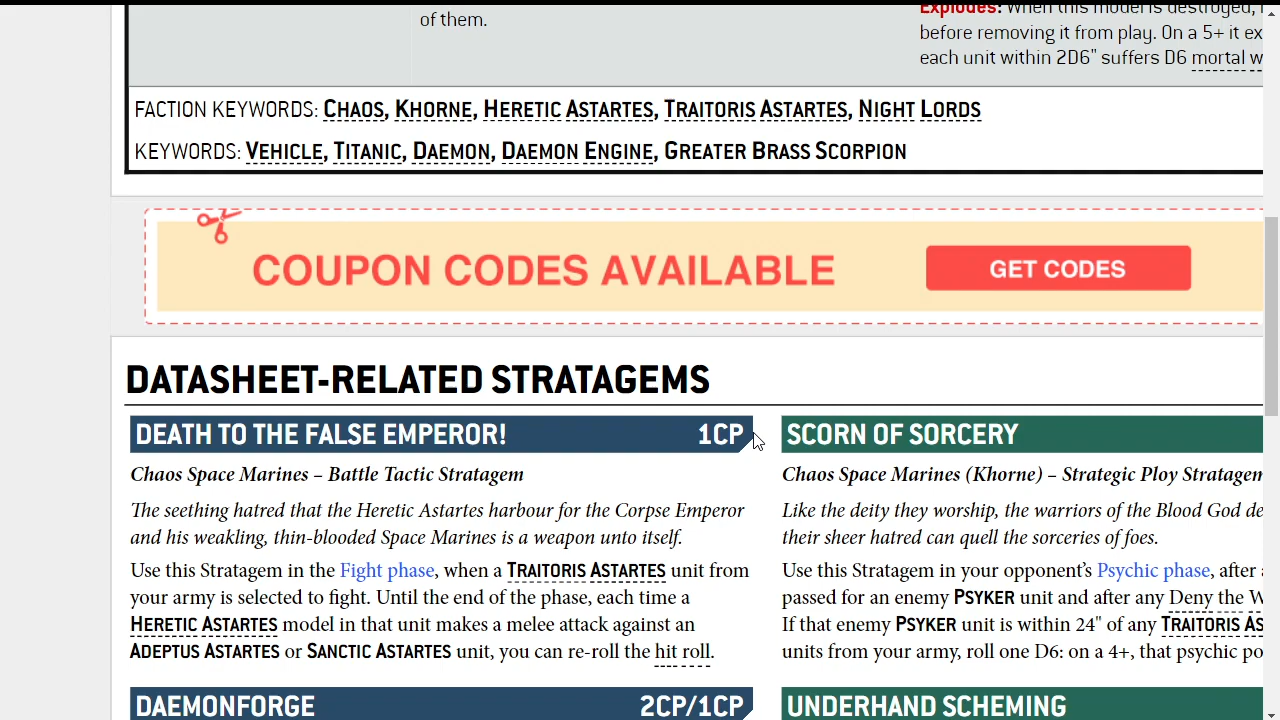 of them.
Explodes: When this model is destroyed,
before removing it from play. On a 5+ it ex
each unit within 2D6" suffers D6 mortal w
FACTION KEYWORDS: CHAOS, KHORNE, HERETIC ASTARTES, TRAITORIS ASTARTES, NIGHT LORDS
KEYWORDS: VEHICLE, TITANIC, DAEMON, DAEMON ENGINE, GREATER BRASS SCORPION
COUPON CODES AVAILABLE
GET CODES
DATASHEET-RELATED STRATAGEMS
DEATH TO THE FALSE EMPEROR! 1CP
Chaos Space Marines – Battle Tactic Stratagem
The seething hatred that the Heretic Astartes harbour for the Corpse Emperor
and his weakling, thin-blooded Space Marines is a weapon unto itself.
Use this Stratagem in the Fight phase, when a TRAITORIS ASTARTES unit from
your army is selected to fight. Until the end of the phase, each time a
HERETIC ASTARTES model in that unit makes a melee attack against an
ADEPTUS ASTARTES or SANCTIC ASTARTES unit, you can re-roll the hit roll.
DAEMONFORGE 2CP/1CP
SCORN OF SORCERY
Chaos Space Marines (Khorne) – Strategic Ploy Stratagem
Like the deity they worship, the warriors of the Blood God de
their sheer hatred can quell the sorceries of foes.
Use this Stratagem in your opponent's Psychic phase, after
passed for an enemy PSYKER unit and after any Deny the W
If that enemy PSYKER unit is within 24" of any TRAITORIS AS
units from your army, roll one D6: on a 4+, that psychic po
UNDERHAND SCHEMING